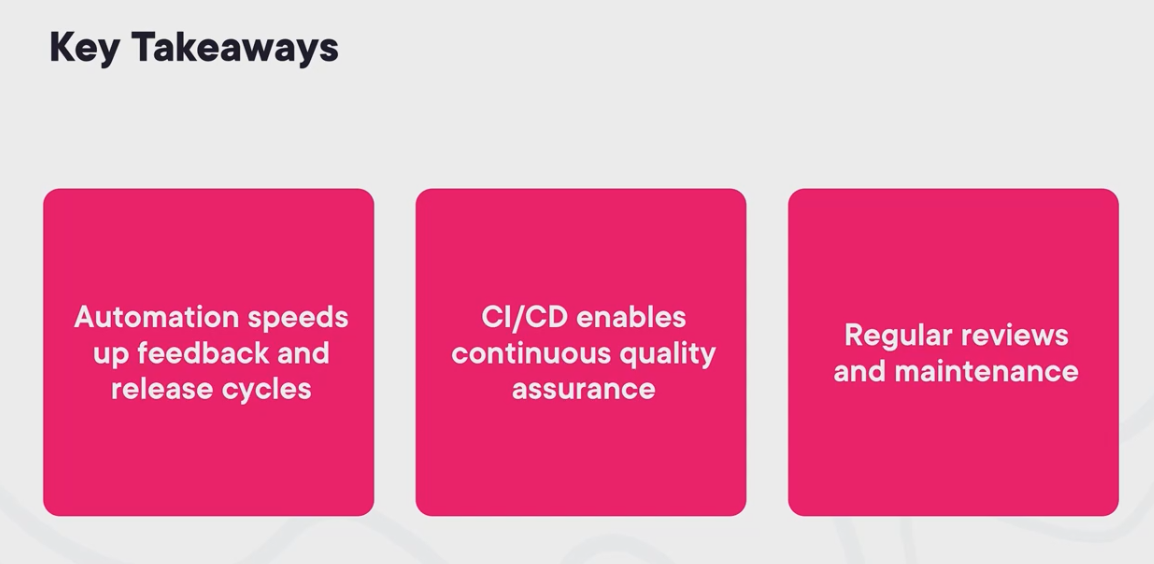 Key Takeaways
Automation speeds
up feedback and
release cycles
CI/CD enables
continuous quality
assurance
Regular reviews
and maintenance